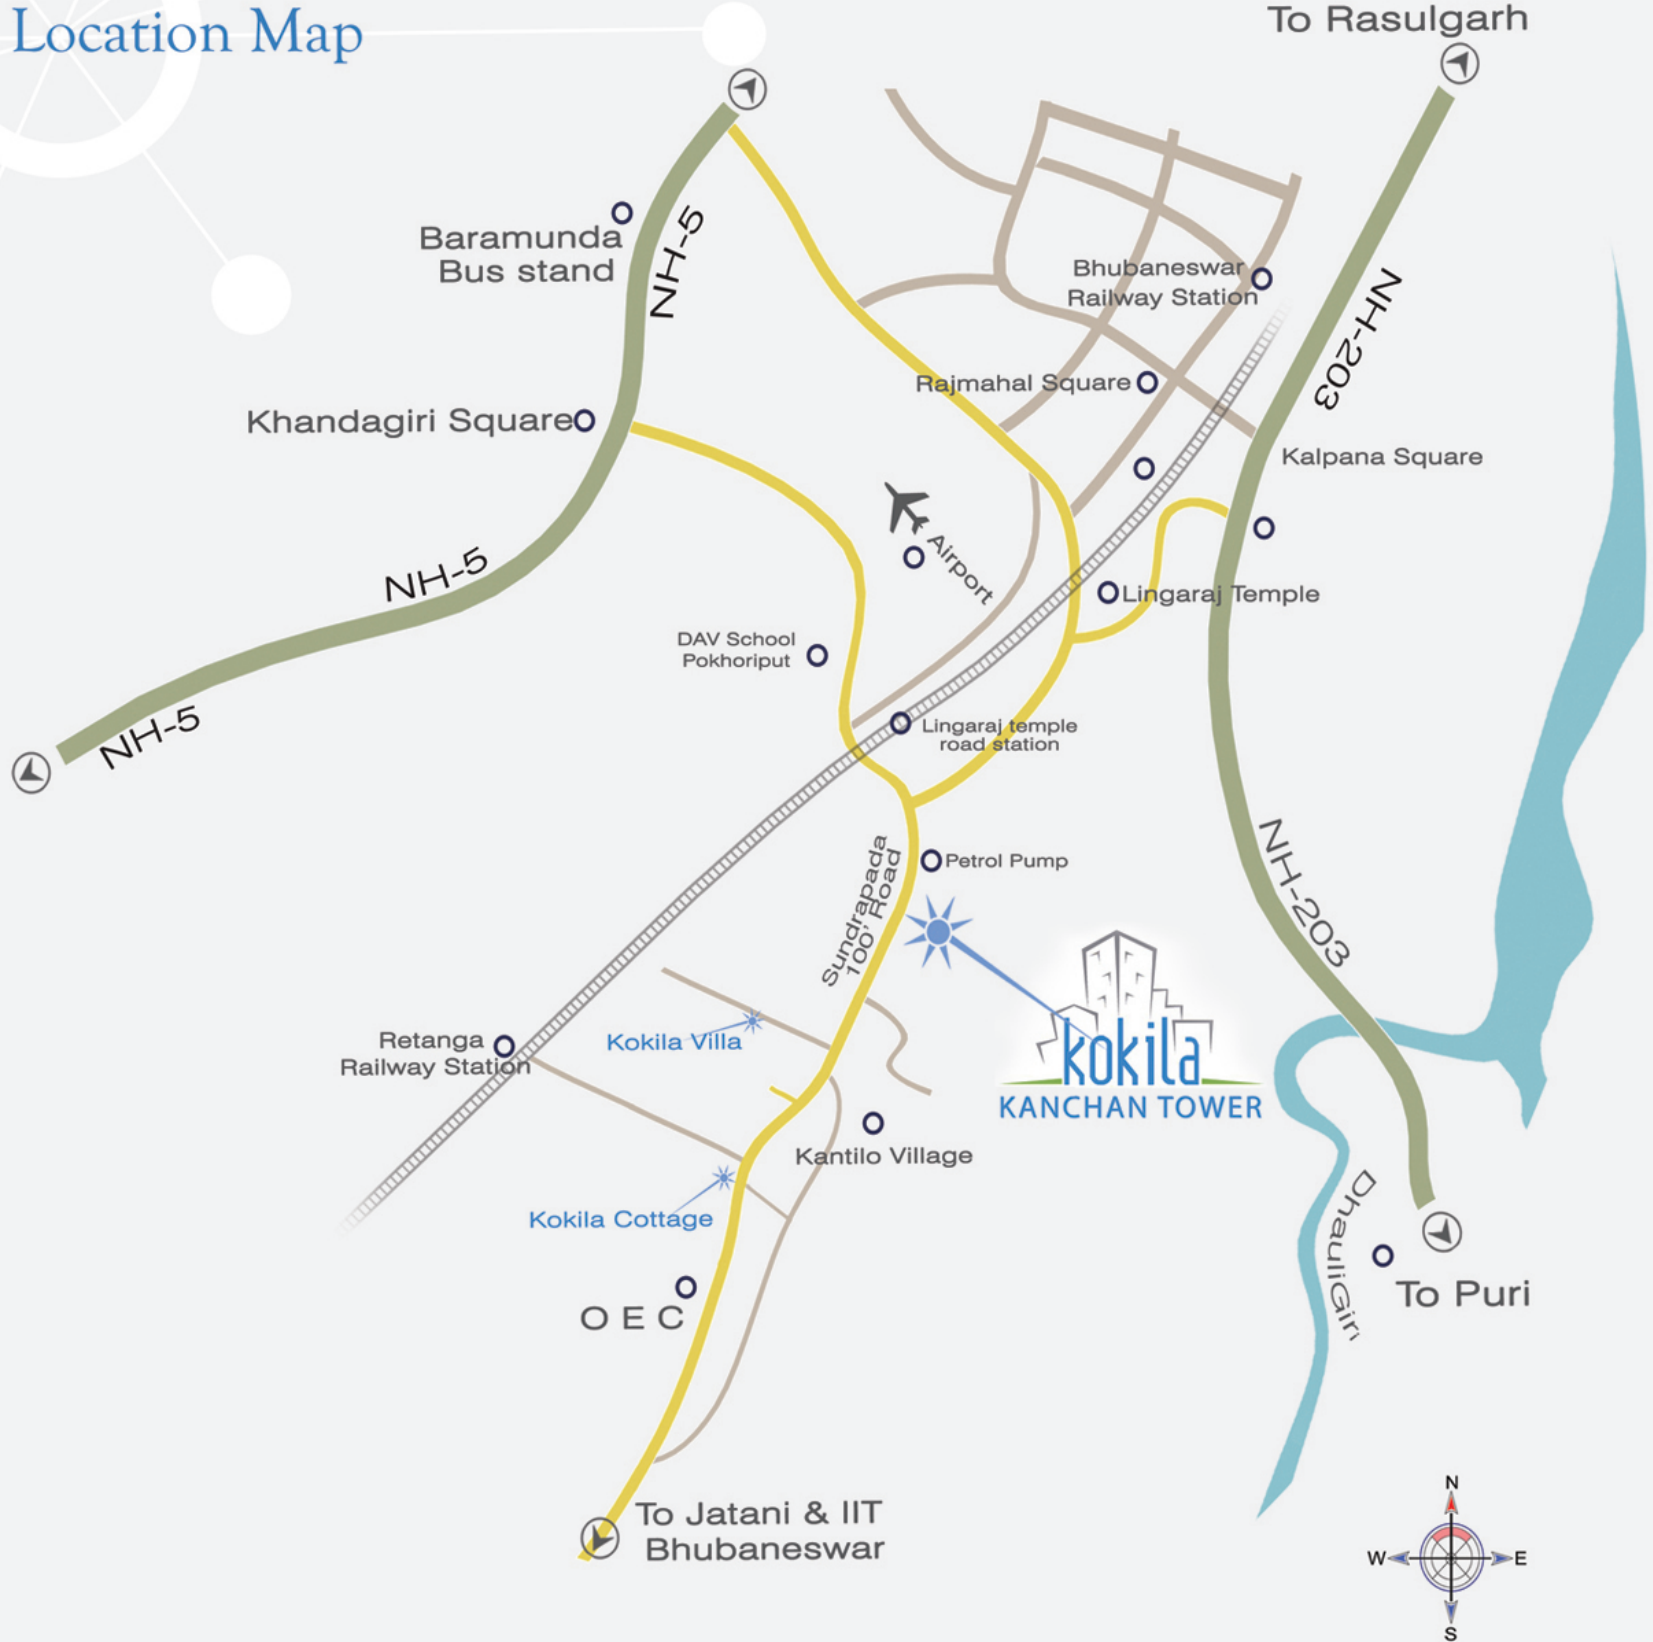 Location Map
To Rasulgarh
Baramunda
Bus stand
NH-5
Bhubaneswar
Railway Station
NH-203
Rajmahal Square
Khandagiri Square
Kalpana Square
Airport
NH-5
Lingaraj Temple
DAV School
Pokhoriput
NH-5
Lingaraj temple
road station
Petrol Pump
Sundrapada
100' Road
NH-203
Retanga
Railway Station
Kokila Villa
kokila
KANCHAN TOWER
Kantilo Village
Kokila Cottage
DhauliGiri
To Puri
O E C
To Jatani & IIT
Bhubaneswar
N
W
E
S